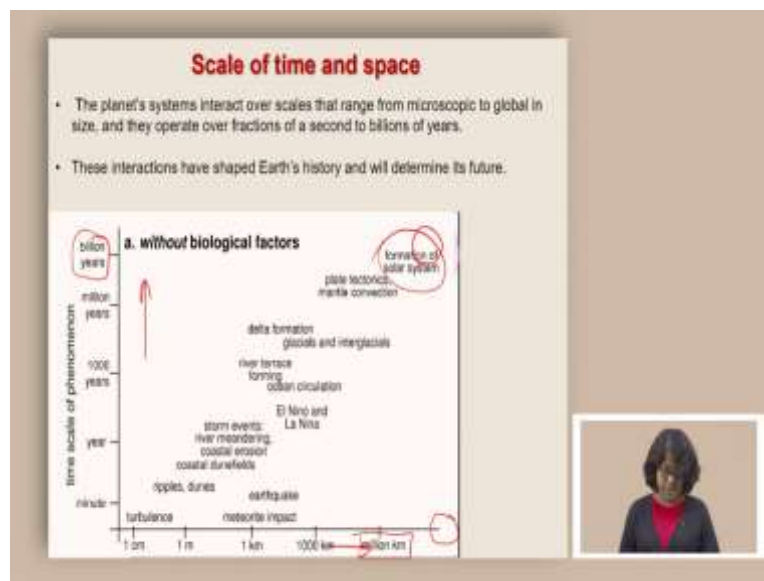 Scale of time and space
• The planet's systems interact over scales that range from microscopic to global in
size, and they operate over fractions of a second to billions of years.
• These interactions have shaped Earth's history and will determine its future.
a. without biological factors
billion
years
formation of
solar system
plate tectonics,
mantle convection
million
years
delta formation
glacials and interglacials
1000
years
river terrace
forming
ocean circulation
El Nino and
La Nina
storm events,
river meandering,
coastal erosion
coastal dunefields
year
ripples, dunes
earthquake
minute
turbulence
meteorite impact
time scale of phenomenon
1 cm
1 m
1 km
1000 km
million km